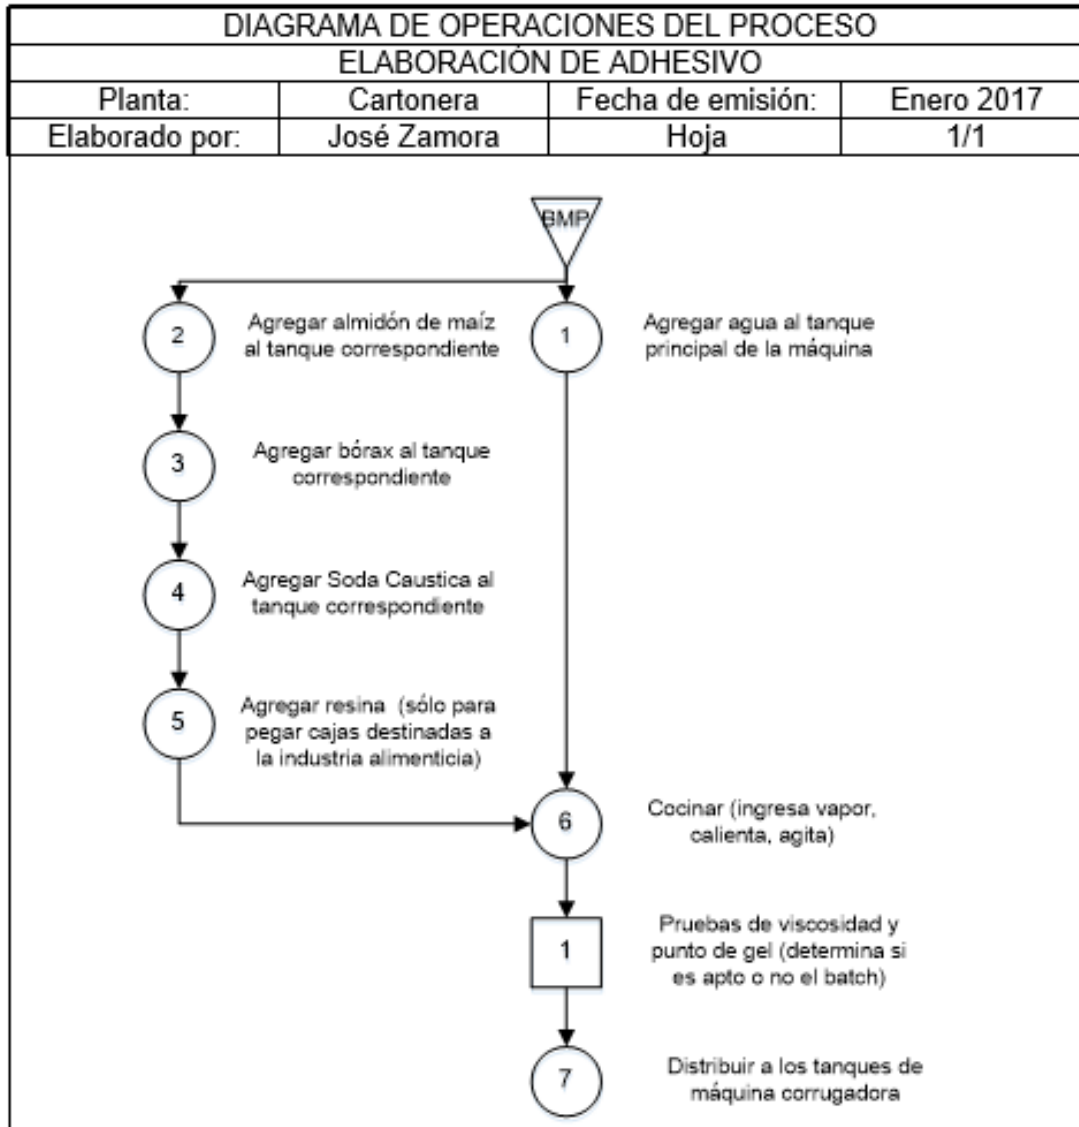 DIAGRAMA DE OPERACIONES DEL PROCESO
ELABORACIÓN DE ADHESIVO
Planta: Cartonera Fecha de emisión: Enero 2017
Elaborado por: José Zamora Hoja 1/1
BMP
2
Agregar almidón de maíz
al tanque correspondiente
1
Agregar agua al tanque
principal de la máquina
3
Agregar bórax al tanque
correspondiente
4
Agregar Soda Caustica al
tanque correspondiente
5
Agregar resina (sólo para
pegar cajas destinadas a
la industria alimenticia)
6
Cocinar (ingresa vapor,
calienta, agita)
1
Pruebas de viscosidad y
punto de gel (determina si
es apto o no el batch)
7
Distribuir a los tanques de
máquina corrugadora